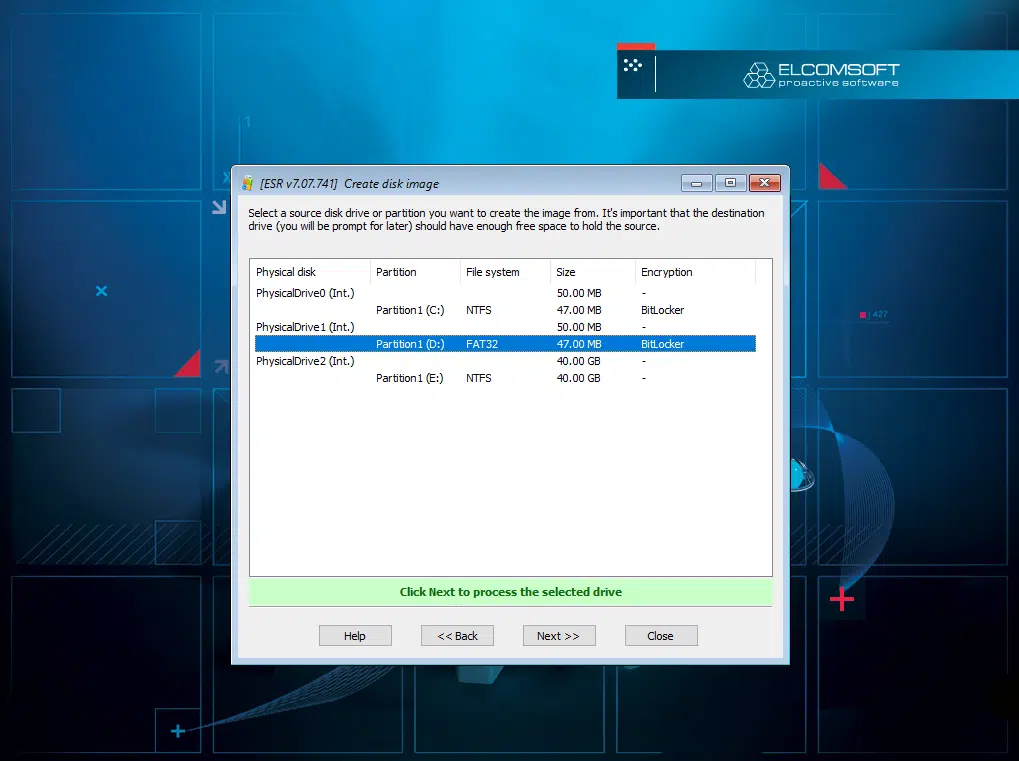 ELCOMSOFT
proactive software
1
[ESR v7.07.741] Create disk image
Select a source disk drive or partition you want to create the image from. It's important that the destination
drive (you will be prompt for later) should have enough free space to hold the source.
Physical disk Partition File system Size Encryption
PhysicalDrive0 (Int.) 50.00 MB -
Partition1 (C:) NTFS 47.00 MB BitLocker
PhysicalDrive1 (Int.) 50.00 MB -
Partition1 (D:) FAT32 47.00 MB BitLocker
PhysicalDrive2 (Int.) 40.00 GB -
Partition1 (E:) NTFS 40.00 GB -
427
Click Next to process the selected drive
Help << Back Next >> Close